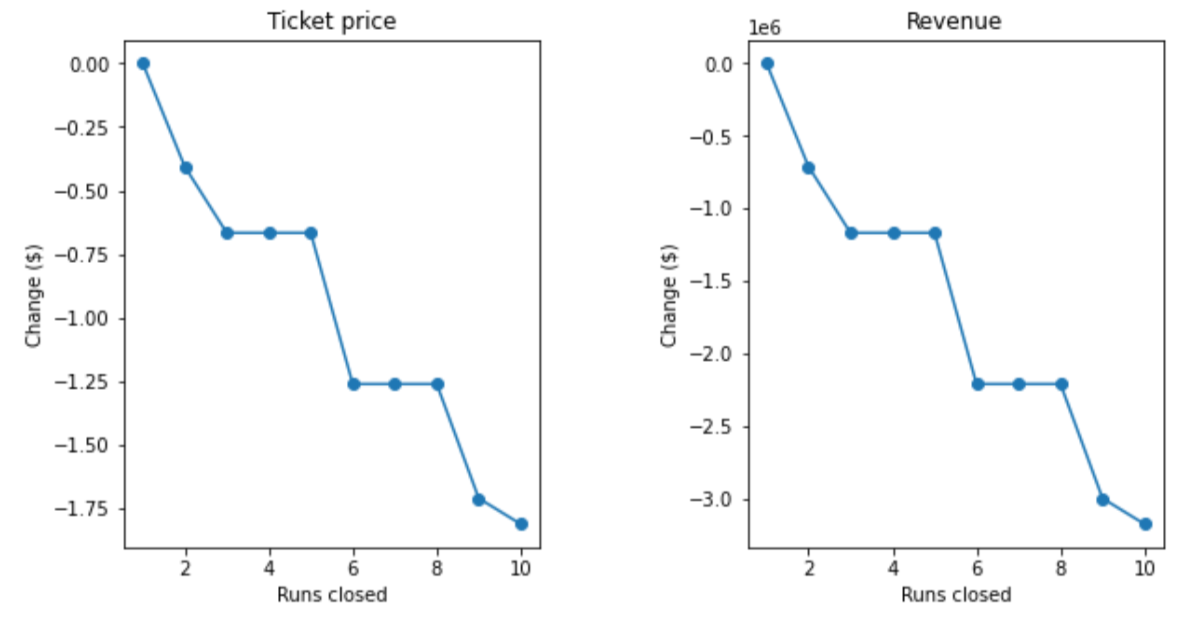 Ticket price
0.00
−0.25
−0.50
−0.75
−1.00
−1.25
−1.50
−1.75
Change ($)
2 4 6 8 10
Runs closed
Revenue
1e6
0.0
−0.5
−1.0
−1.5
−2.0
−2.5
−3.0
Change ($)
2 4 6 8 10
Runs closed